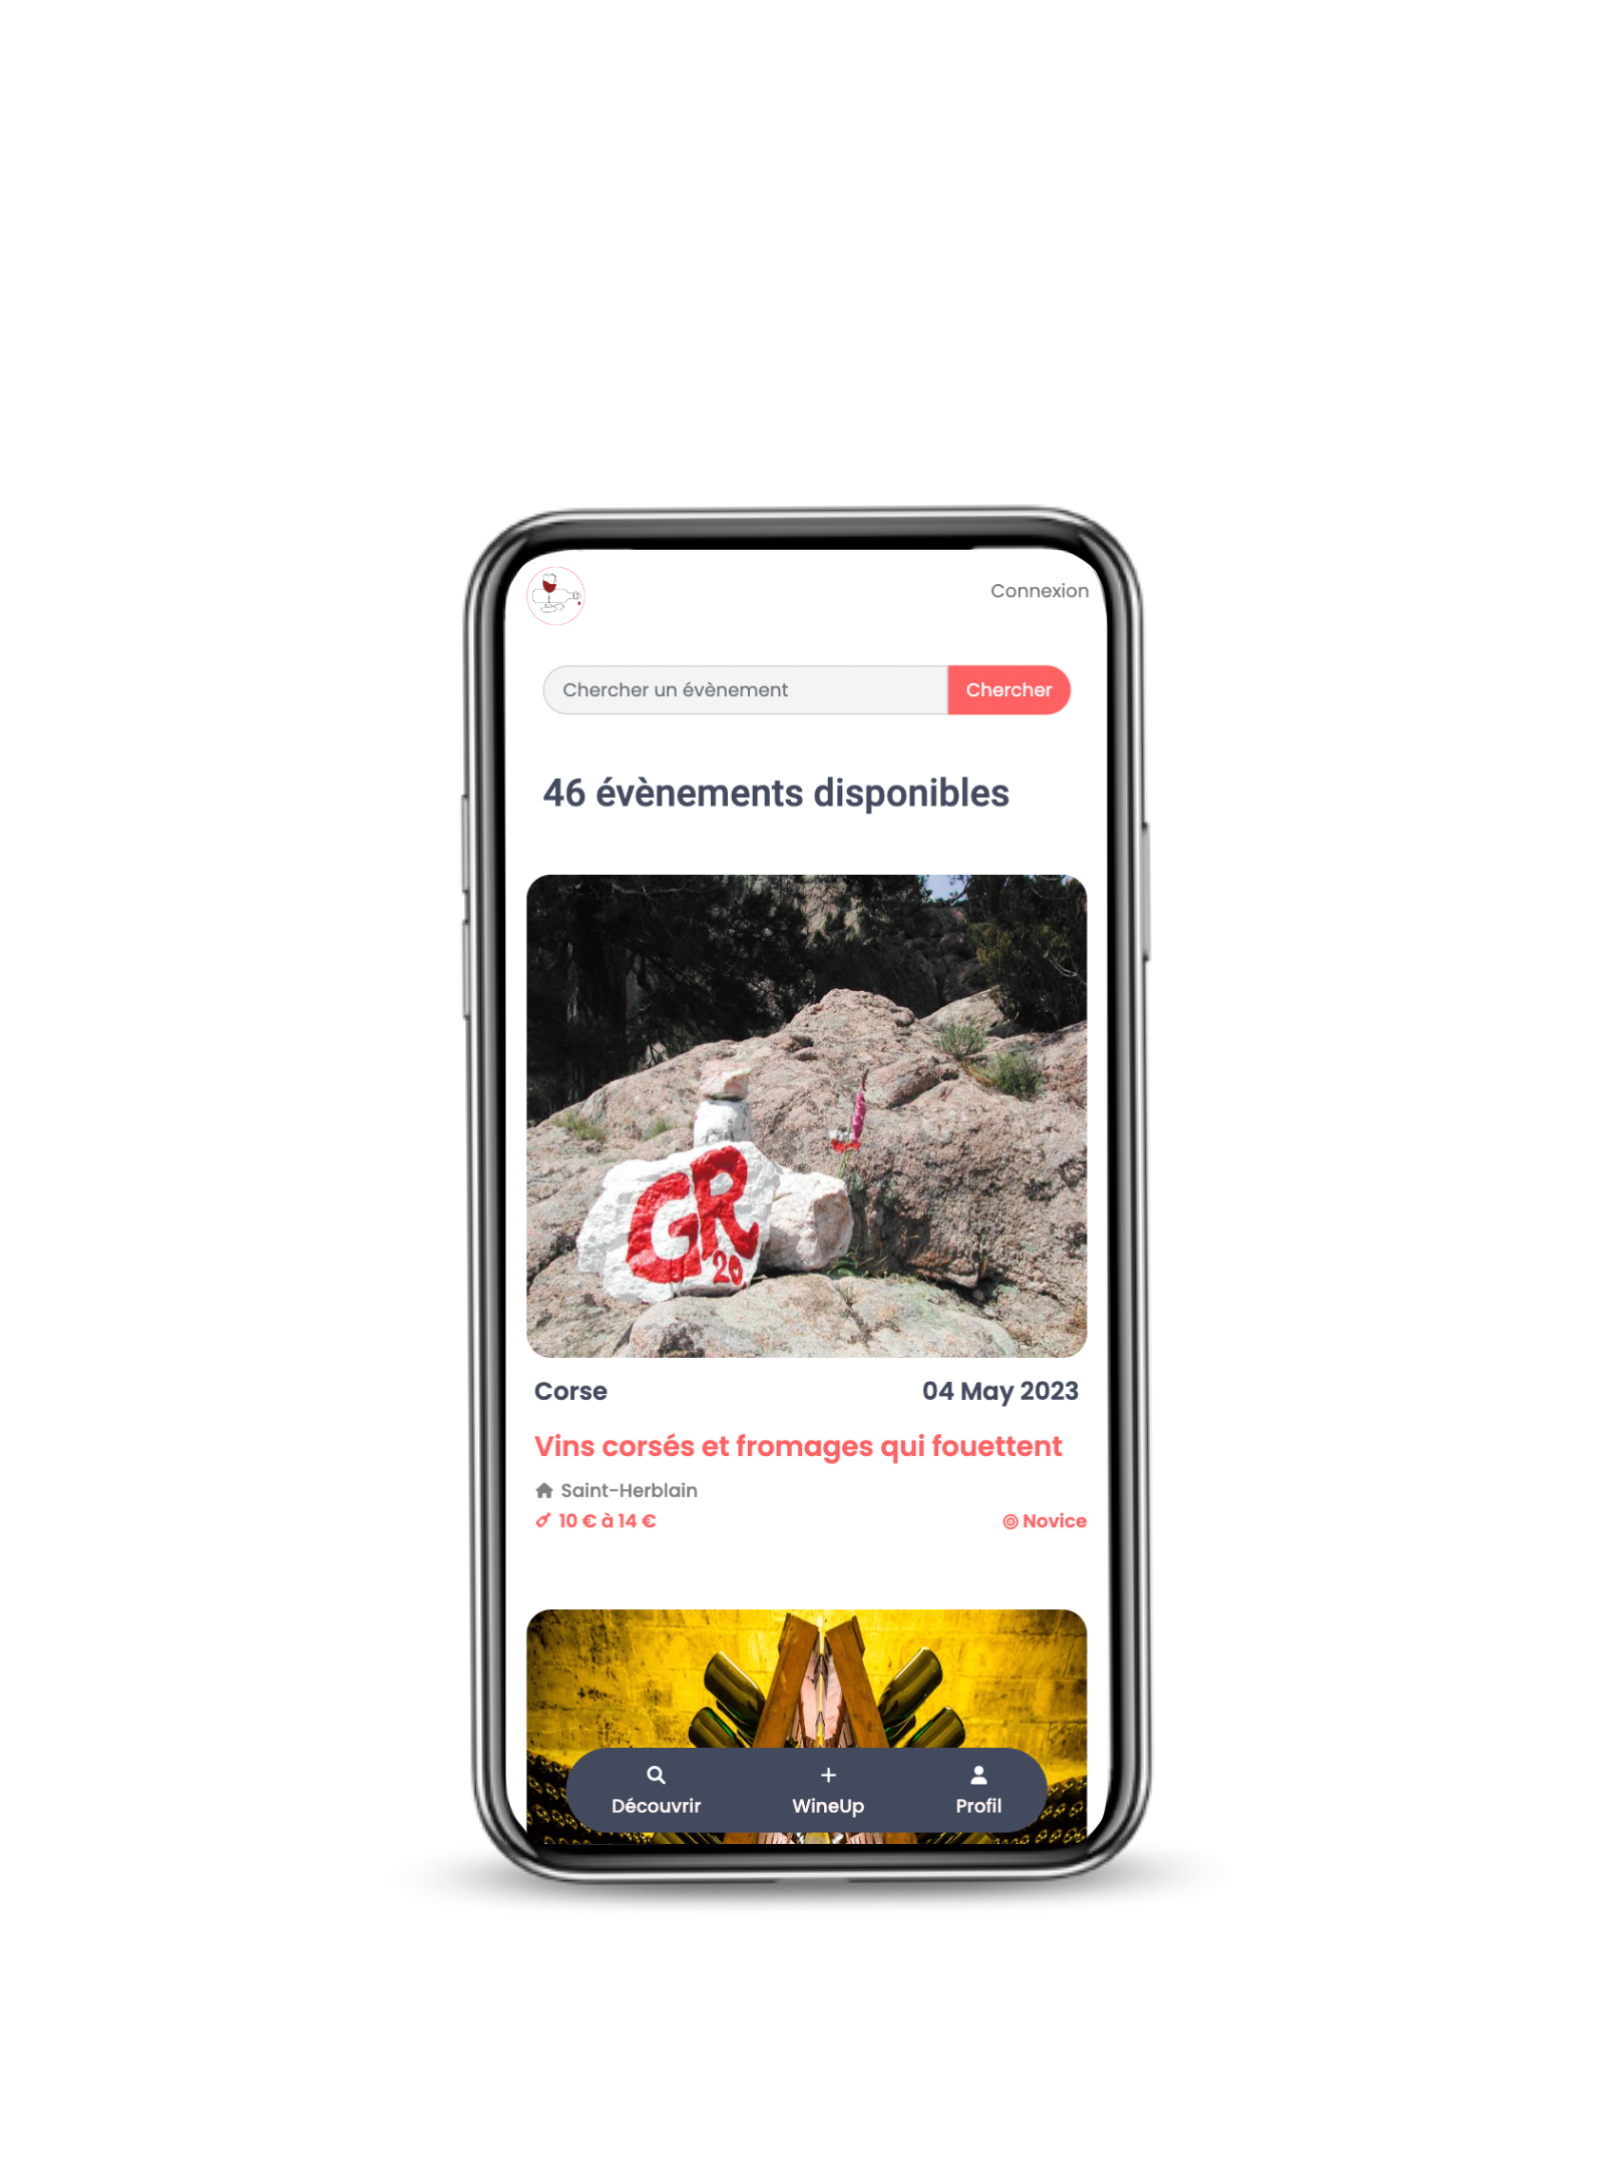 Connexion
Chercher un évènement
Chercher
46 évènements disponibles
GR
20
Corse
04 May 2023
Vins corsés et fromages qui fouettent
Saint-Herblain
10 € à 14 €
Novice
Découvrir
WineUp
Profil